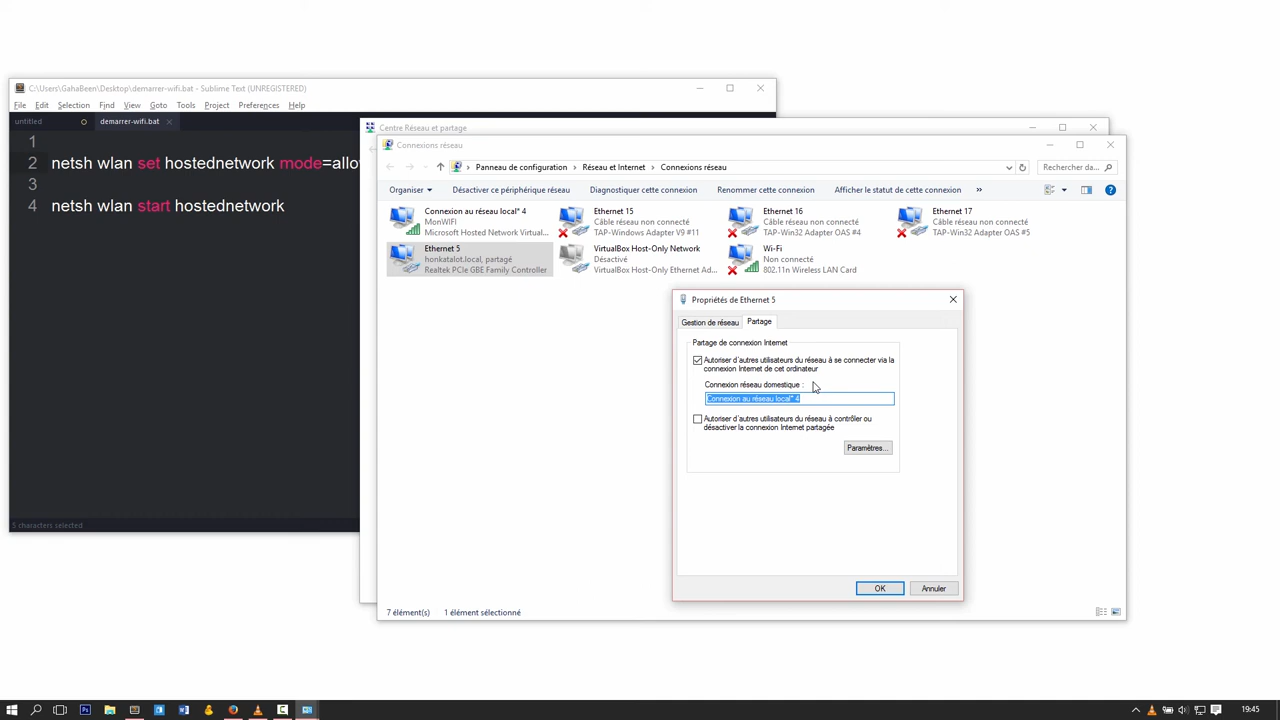 C:\Users\GahaBeen\Desktop\demarrer-wifi.bat - Sublime Text (UNREGISTERED)
File Edit Selection Find View Goto Tools Project Preferences Help
untitled demarrer-wifi.bat
1
2 netsh wlan set hostednetwork mode=allo
3
4 netsh wlan start hostednetwork
5 characters selected
Centre Réseau et partage
Connexions réseau
Panneau de configuration Réseau et Internet Connexions réseau
Rechercher da...
Organiser Désactiver ce périphérique réseau Diagnostiquer cette connexion Renommer cette connexion Afficher le statut de cette connexion »
Connexion au réseau local* 4
MonWIFI
Microsoft Hosted Network Virtual...
Ethernet 15
Câble réseau non connecté
TAP-Windows Adapter V9 #11
Ethernet 16
Câble réseau non connecté
TAP-Win32 Adapter OAS #4
Ethernet 17
Câble réseau non connecté
TAP-Win32 Adapter OAS #5
Ethernet 5
honkatalot.local, partagé
Realtek PCIe GBE Family Controller
VirtualBox Host-Only Network
Désactivé
VirtualBox Host-Only Ethernet Ad...
Wi-Fi
Non connecté
802.11n Wireless LAN Card
Propriétés de Ethernet 5
Gestion de réseau Partage
Partage de connexion Internet
Autoriser d'autres utilisateurs du réseau à se connecter via la
connexion Internet de cet ordinateur
Connexion réseau domestique :
Connexion au réseau local* 4
Autoriser d'autres utilisateurs du réseau à contrôler ou
désactiver la connexion Internet partagée
Paramètres...
OK Annuler
7 élément(s) 1 élément sélectionné
19:45